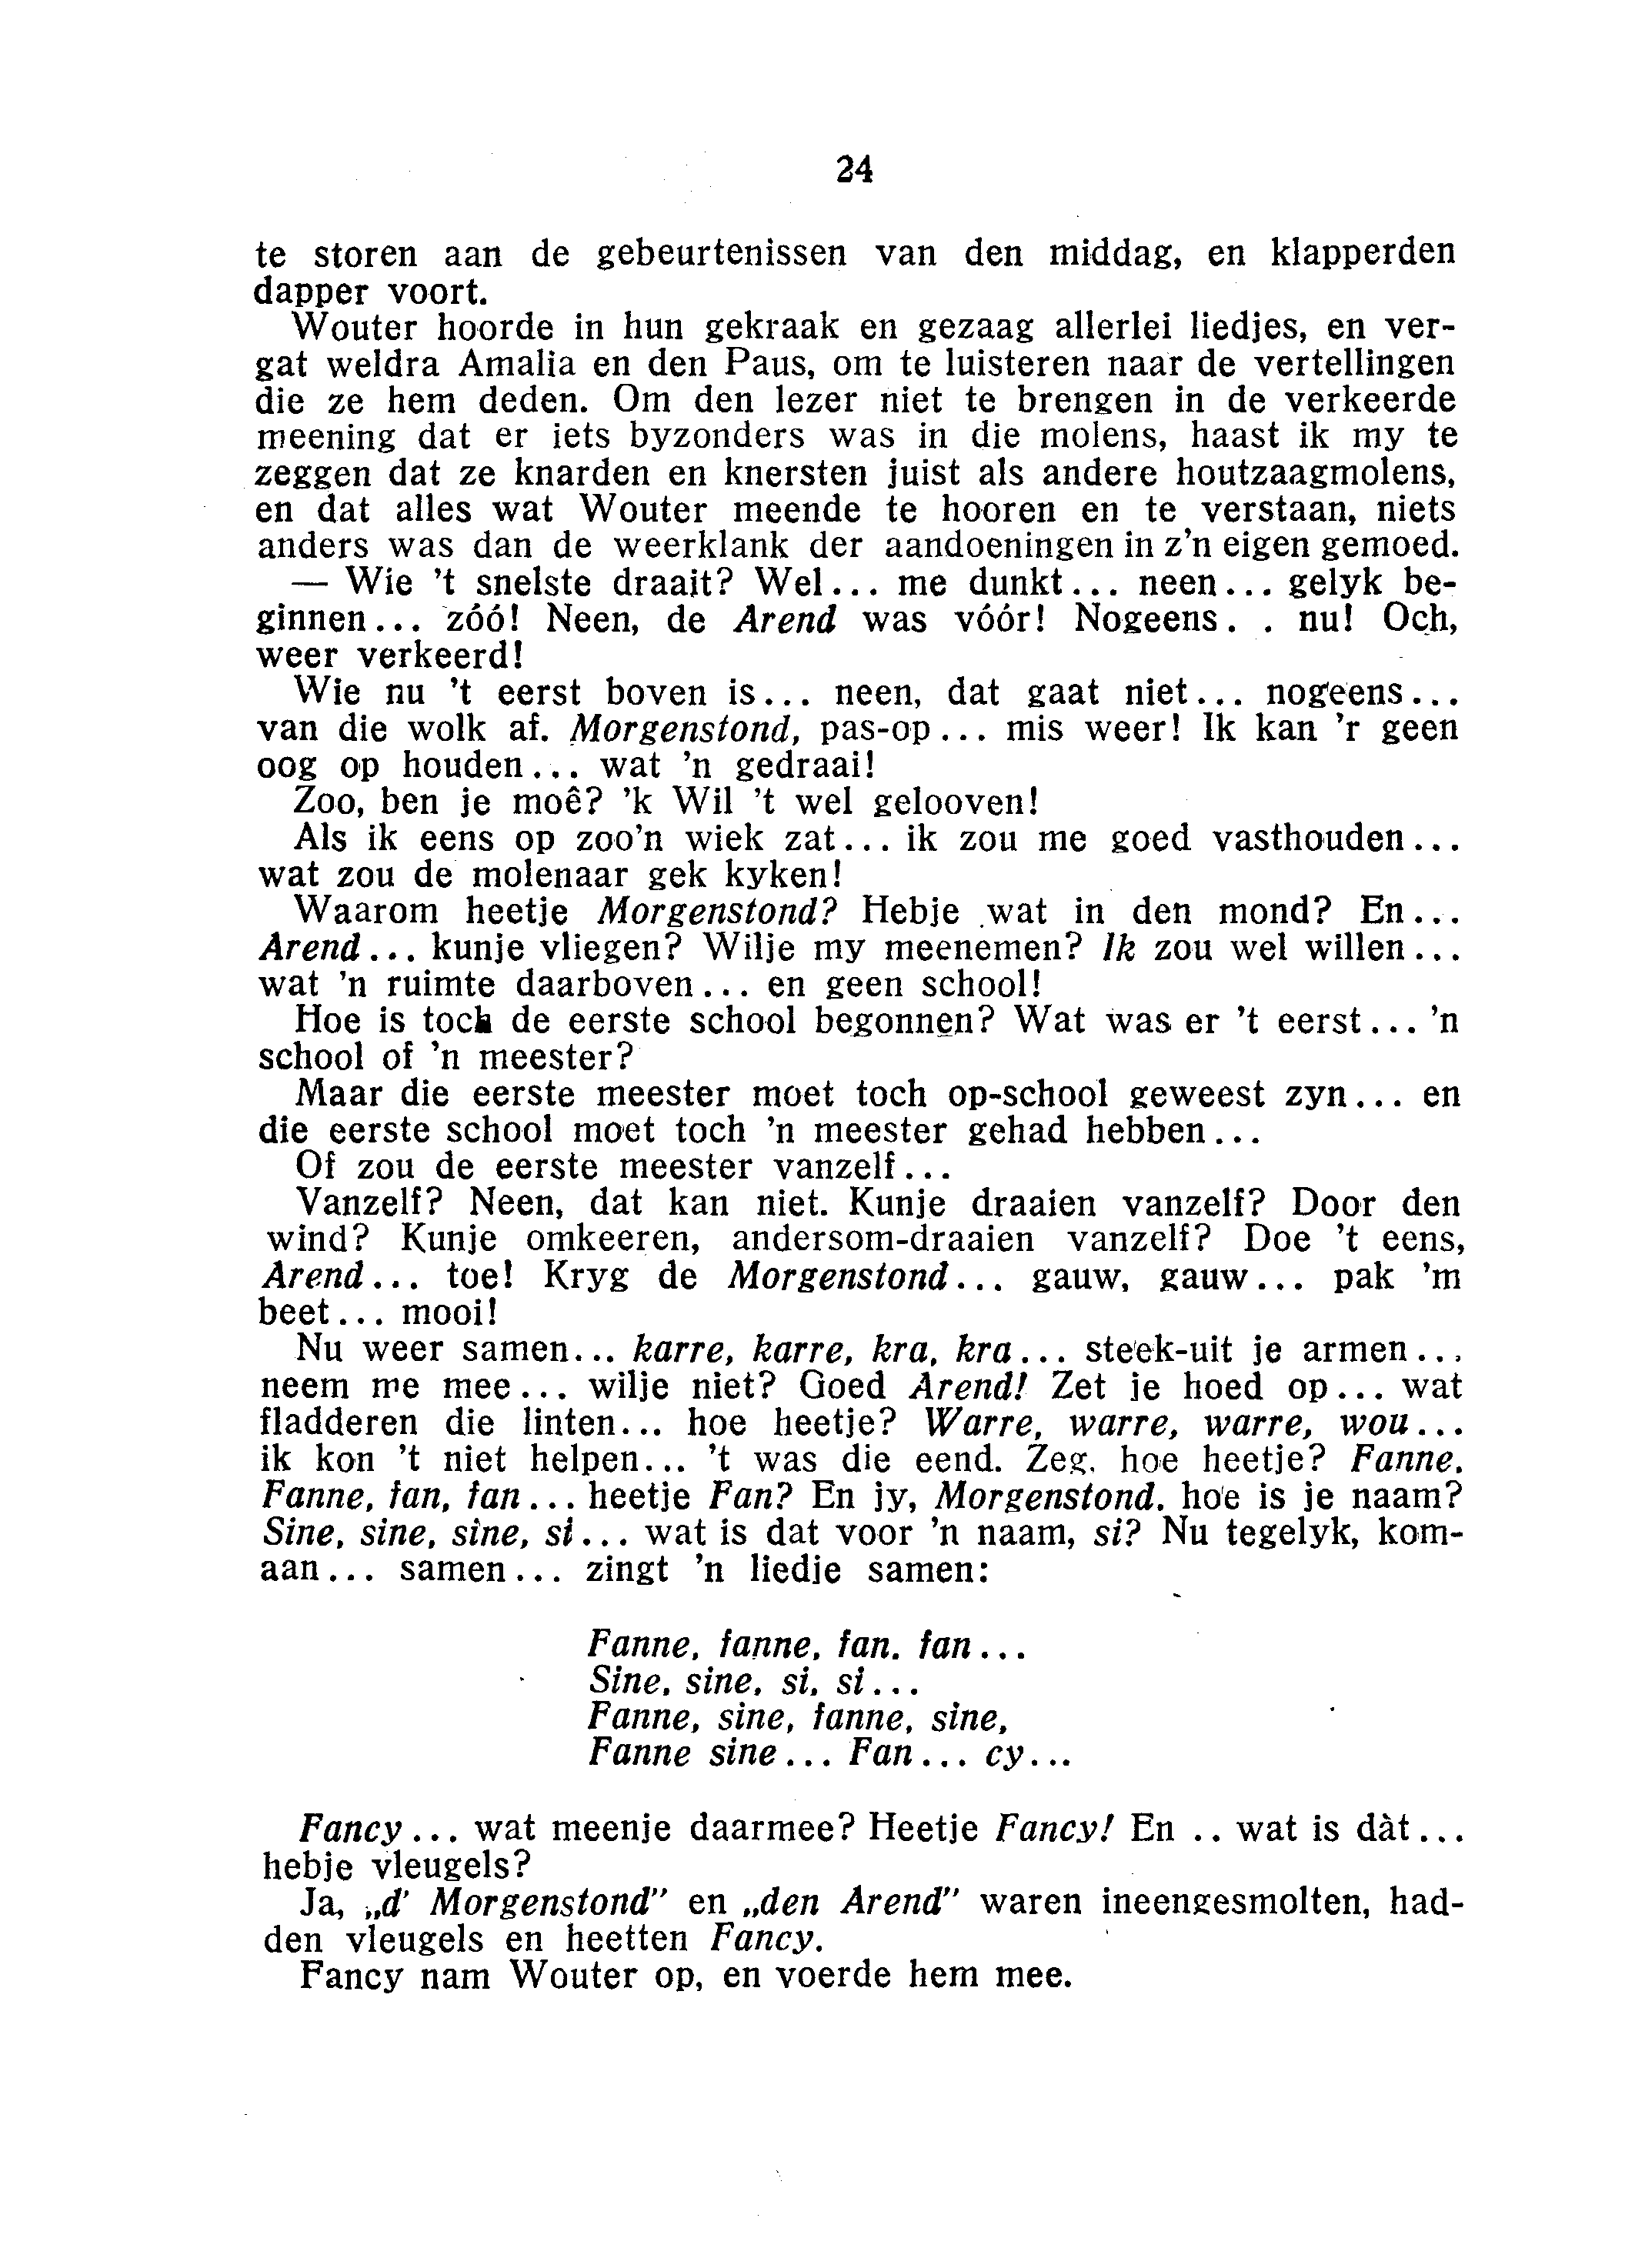 24
te storen aan de gebeurtenissen van den middag, en klapperden
dapper voort.
Wouter hoorde in hun gekraak en gezaag allerlei liedjes, en ver-
gat weldra Amalia en den Paus, om te luisteren naar de vertellingen
die ze hem deden. Om den lezer niet te brengen in de verkeerde
meening dat er iets byzonders was in die molens, haast ik my te
zeggen dat ze knarden en knersten juist als andere houtzaagmolens,
en dat alles wat Wouter meende te hooren en te verstaan, niets
anders was dan de weerklank der aandoeningen in z'n eigen gemoed.
— Wie 't snelste draait? Wel... me dunkt... neen... gelyk be-
ginnen... zóó! Neen, de Arend was vóór! Nogeens. . nu! Och,
weer verkeerd!
Wie nu 't eerst boven is... neen, dat gaat niet... nogeens...
van die wolk af. Morgenstond, pas-op... mis weer! Ik kan 'r geen
oog op houden... wat 'n gedraai!
Zoo, ben je moê? 'k Wil 't wel gelooven!
Als ik eens op zoo'n wiek zat... ik zou me goed vasthouden...
wat zou de molenaar gek kyken!
Waarom heetje Morgenstond? Hebje wat in den mond? En...
Arend... kunje vliegen? Wilje my meenemen? Ik zou wel willen...
wat 'n ruimte daarboven... en geen school!
Hoe is toch de eerste school begonnen? Wat was er 't eerst... 'n
school of 'n meester?
Maar die eerste meester moet toch op-school geweest zyn... en
die eerste school moet toch 'n meester gehad hebben...
Of zou de eerste meester vanzelf...
Vanzelf? Neen, dat kan niet. Kunje draaien vanzelf? Door den
wind? Kunje omkeeren, andersom-draaien vanzelf? Doe 't eens,
Arend... toe! Kryg de Morgenstond... gauw, gauw... pak 'm
beet... mooi!
Nu weer samen... karre, karre, kra, kra... steek-uit je armen...
neem me mee... wilje niet? Goed Arend! Zet je hoed op... wat
fladderen die linten... hoe heetje? Warre, warre, warre, wou...
ik kon 't niet helpen... 't was die eend. Zeg, hoe heetje? Fanne,
Fanne, fan, fan... heetje Fan? En jy, Morgenstond, hoe is je naam?
Sine, sine, sine, si... wat is dat voor 'n naam, si? Nu tegelyk, kom-
aan... samen... zingt 'n liedje samen:
Fanne, fanne, fan, fan...
Sine, sine, si, si...
Fanne, sine, fanne, sine,
Fanne sine... Fan... cy...
Fancy... wat meenje daarmee? Heetje Fancy! En .. wat is dàt...
hebje vleugels?
Ja, „d' Morgenstond" en „den Arend" waren ineengesmolten, had-
den vleugels en heetten Fancy.
Fancy nam Wouter op, en voerde hem mee.